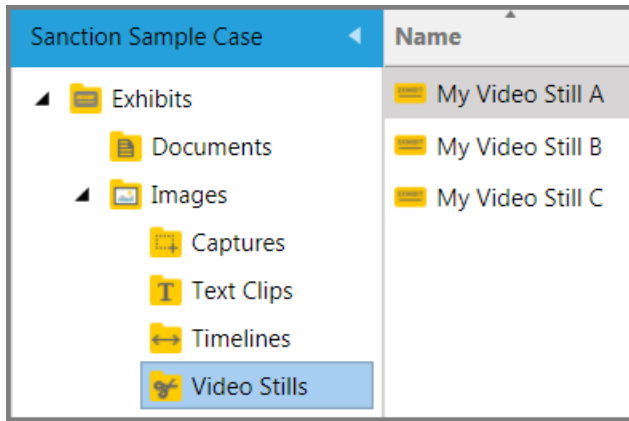 Sanction Sample Case
Exhibits
Documents
Images
Captures
Text Clips
Timelines
Video Stills
Name
My Video Still A
My Video Still B
My Video Still C